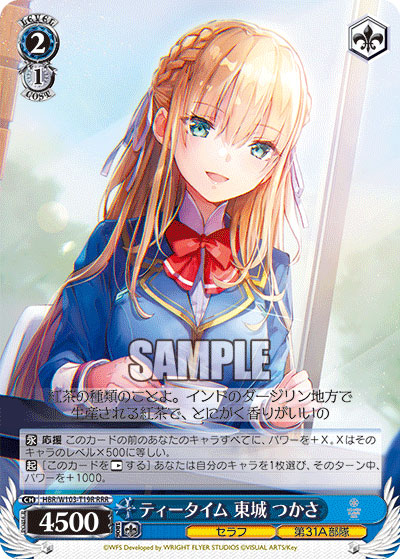 LEVEL
2
1
COST
SAMPLE
紅茶の種類のことよ。インドのダージリン地方で
生産される紅茶で、とにかく香りがいいの
永 応援 このカードの前のあなたのキャラすべてに、パワーを+X。Xはそ
のキャラのレベル×500に等しい。
起 [このカードを する] あなたは自分のキャラを1枚選び、そのターン中、
パワーを+1000。
CH HBR/W103-T19R RRR
4500
ティータイム 東城 つかさ
セラフ 第31A部隊
©WFS Developed by WRIGHT FLYER STUDIOS ©VISUAL ARTS/Key